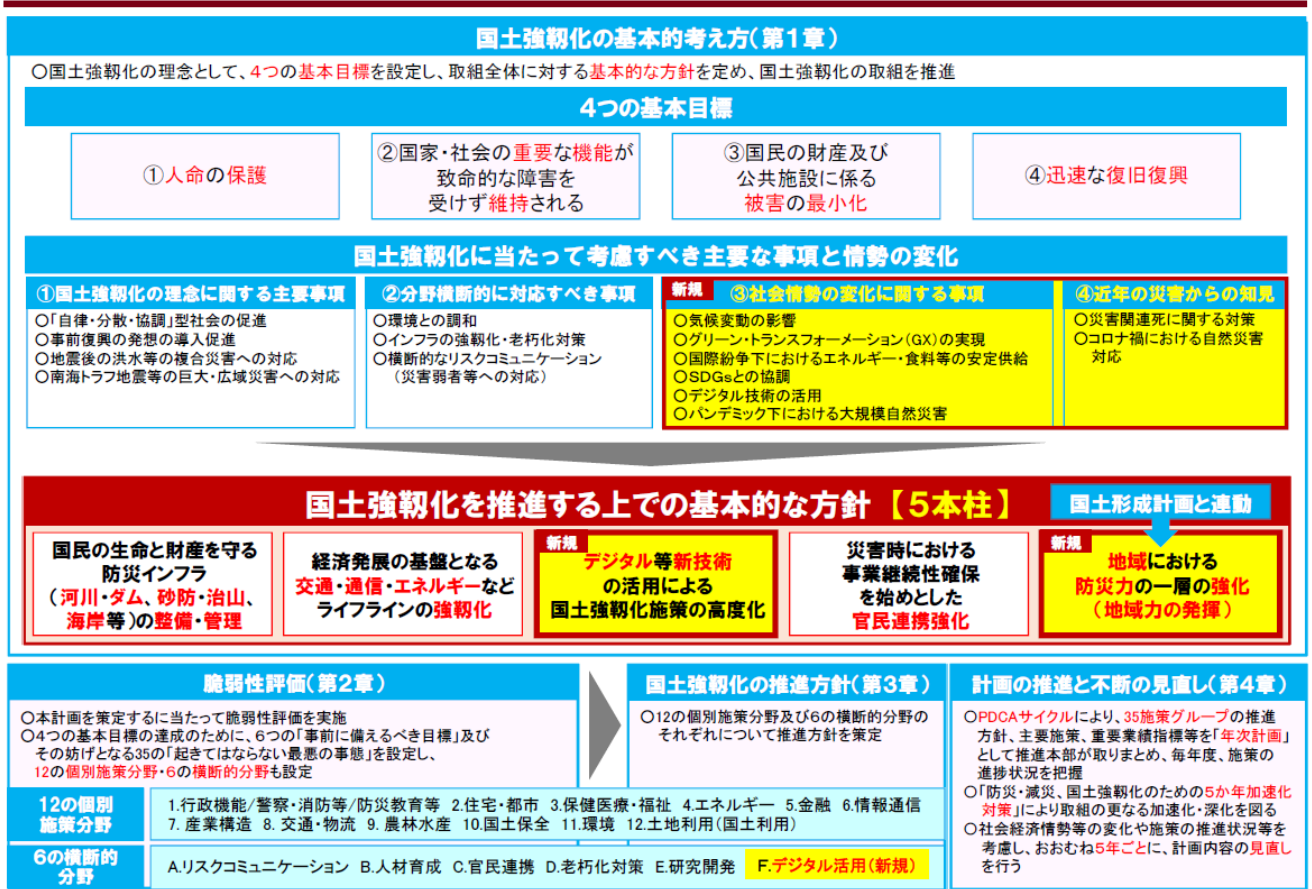 国土強靱化の基本的考え方(第1章)
○国土強靱化の理念として、4つの基本目標を設定し、取組全体に対する基本的な方針を定め、国土強靱化の取組を推進
4つの基本目標
①人命の保護
②国家・社会の重要な機能が
致命的な障害を
受けず維持される
③国民の財産及び
公共施設に係る
被害の最小化
④迅速な復旧復興
国土強靱化に当たって考慮すべき主要な事項と情勢の変化
①国土強靱化の理念に関する主要事項
○「自律・分散・協調」型社会の促進
○事前復興の発想の導入促進
○地震後の洪水等の複合災害への対応
○南海トラフ地震等の巨大・広域災害への対応
②分野横断的に対応すべき事項
○環境との調和
○インフラの強靱化・老朽化対策
○横断的なリスクコミュニケーション
(災害弱者等への対応)
新規
③社会情勢の変化に関する事項
○気候変動の影響
○グリーン・トランスフォーメーション(GX)の実現
○国際紛争下におけるエネルギー・食料等の安定供給
○SDGsとの協調
○デジタル技術の活用
○パンデミック下における大規模自然災害
④近年の災害からの知見
○災害関連死に関する対策
○コロナ禍における自然災害
対応
国土強靱化を推進する上での基本的な方針 【5本柱】
国土形成計画と連動
国民の生命と財産を守る
防災インフラ
(河川・ダム、砂防・治山、
海岸等)の整備・管理
経済発展の基盤となる
交通・通信・エネルギーなど
ライフラインの強靱化
新規
デジタル等新技術
の活用による
国土強靱化施策の高度化
災害時における
事業継続性確保
を始めとした
官民連携強化
新規
地域における
防災力の一層の強化
(地域力の発揮)
脆弱性評価(第2章)
○本計画を策定するに当たって脆弱性評価を実施
○4つの基本目標の達成のために、6つの「事前に備えるべき目標」及び
その妨げとなる35の「起きてはならない最悪の事態」を設定し、
12の個別施策分野・6の横断的分野も設定
国土強靱化の推進方針(第3章)
○12の個別施策分野及び6の横断的分野の
それぞれについて推進方針を策定
12の個別
施策分野
1.行政機能/警察・消防等/防災教育等 2.住宅・都市 3.保健医療・福祉 4.エネルギー 5.金融 6.情報通信
7. 産業構造 8. 交通・物流 9. 農林水産 10.国土保全 11.環境 12.土地利用(国土利用)
6の横断的
分野
A.リスクコミュニケーション B.人材育成 C.官民連携 D.老朽化対策 E.研究開発 F.デジタル活用(新規)
計画の推進と不断の見直し(第4章)
○PDCAサイクルにより、35施策グループの推進
方針、主要施策、重要業績指標等を「年次計画」
として推進本部が取りまとめ、毎年度、施策の
進捗状況を把握
○「防災・減災、国土強靱化のための5か年加速化
対策」により取組の更なる加速化・深化を図る
○社会経済情勢等の変化や施策の推進状況等を
考慮し、おおむね5年ごとに、計画内容の見直し
を行う